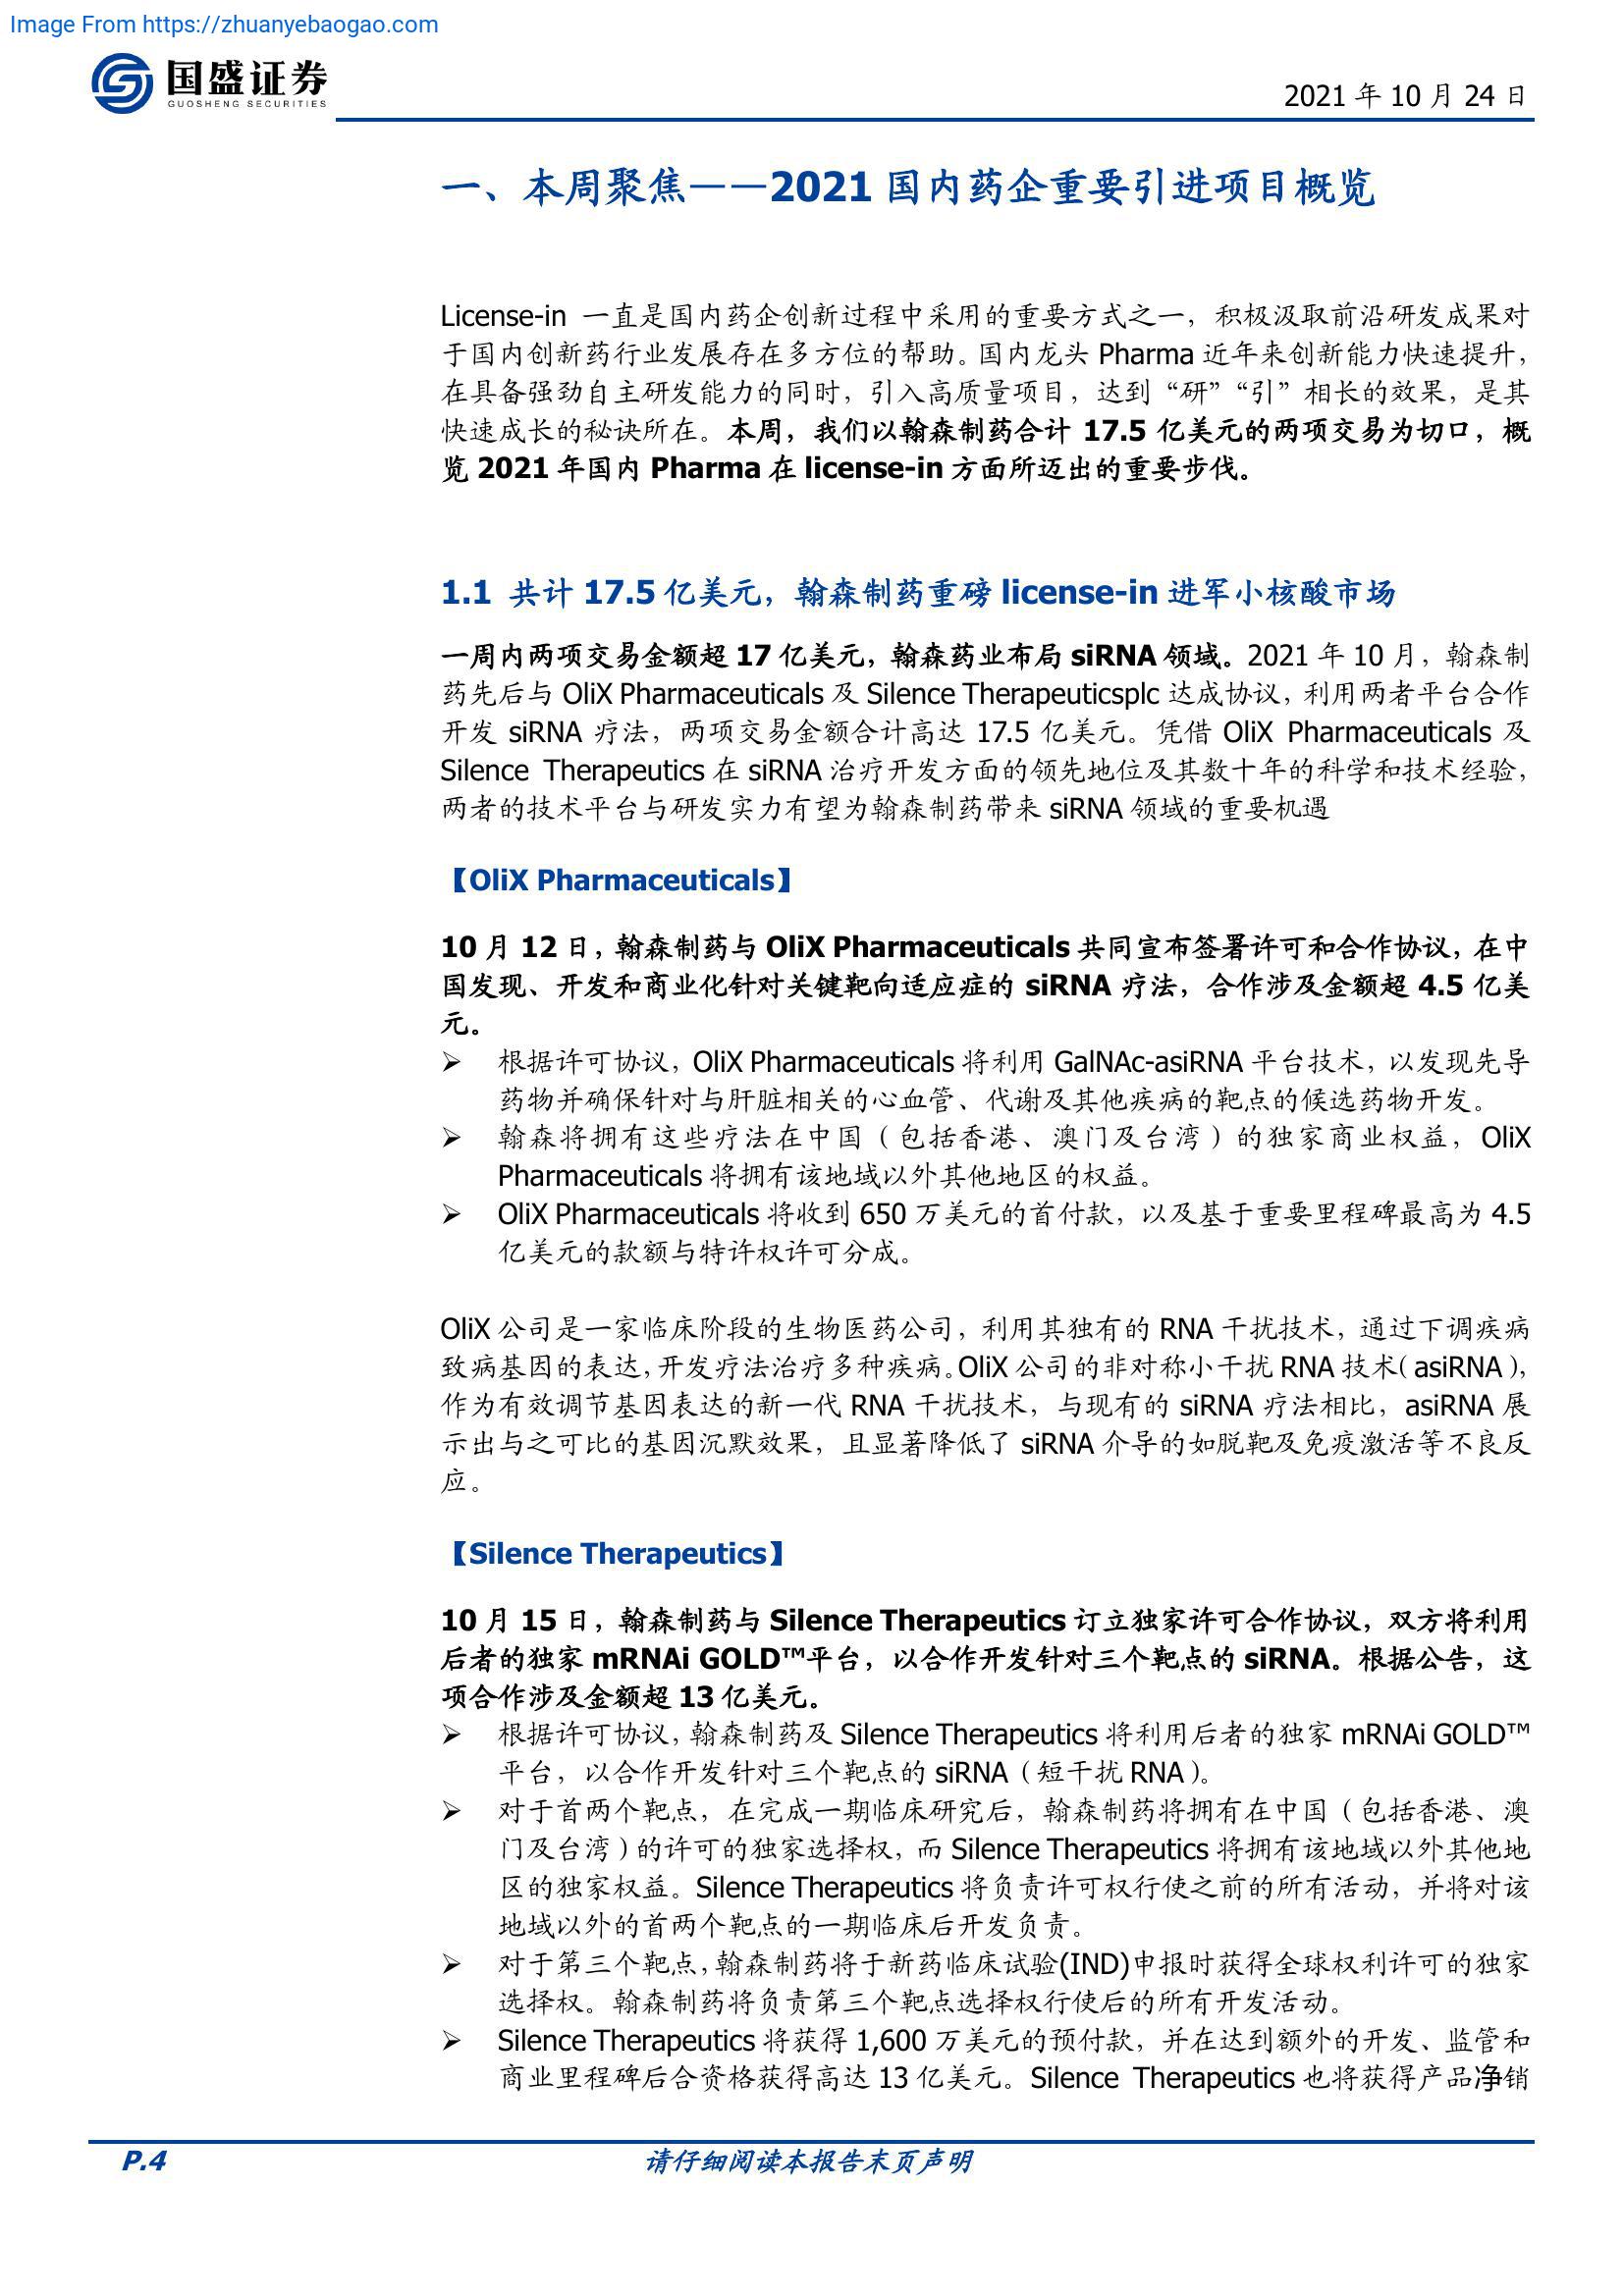 Image From https://zhuanyebaogao.com
国盛证券
GUOSHENG SECURITIES
2021 年 10 月 24 日
一、本周聚焦——2021 国内药企重要引进项目概览
License-in 一直是国内药企创新过程中采用的重要方式之一，积极汲取前沿研发成果对
于国内创新药行业发展存在多方位的帮助。国内龙头 Pharma 近年来创新能力快速提升，
在具备强劲自主研发能力的同时，引入高质量项目，达到“研”“引”相长的效果，是其
快速成长的秘诀所在。本周，我们以翰森制药合计 17.5 亿美元的两项交易为切口，概
览 2021 年国内 Pharma 在 license-in 方面所迈出的重要步伐。
1.1 共计 17.5 亿美元，翰森制药重磅 license-in 进军小核酸市场
一周内两项交易金额超 17 亿美元，翰森药业布局 siRNA 领域。2021 年 10 月，翰森制
药先后与 OliX Pharmaceuticals 及 Silence Therapeuticsplc 达成协议，利用两者平台合作
开发 siRNA 疗法，两项交易金额合计高达 17.5 亿美元。凭借 OliX Pharmaceuticals 及
Silence Therapeutics 在 siRNA 治疗开发方面的领先地位及其数十年的科学和技术经验，
两者的技术平台与研发实力有望为翰森制药带来 siRNA 领域的重要机遇
【OliX Pharmaceuticals】
10 月 12 日，翰森制药与 OliX Pharmaceuticals 共同宣布签署许可和合作协议，在中
国发现、开发和商业化针对关键靶向适应症的 siRNA 疗法，合作涉及金额超 4.5 亿美
元。
➢ 根据许可协议，OliX Pharmaceuticals 将利用 GalNAc-asiRNA 平台技术，以发现先导
药物并确保针对与肝脏相关的心血管、代谢及其他疾病的靶点的候选药物开发。
➢ 翰森将拥有这些疗法在中国（包括香港、澳门及台湾）的独家商业权益，OliX
Pharmaceuticals 将拥有该地域以外其他地区的权益。
➢ OliX Pharmaceuticals 将收到 650 万美元的首付款，以及基于重要里程碑最高为 4.5
亿美元的款额与特许权许可分成。
OliX 公司是一家临床阶段的生物医药公司，利用其独有的 RNA 干扰技术，通过下调疾病
致病基因的表达，开发疗法治疗多种疾病。OliX 公司的非对称小干扰 RNA 技术（asiRNA），
作为有效调节基因表达的新一代 RNA 干扰技术，与现有的 siRNA 疗法相比，asiRNA 展
示出与之可比的基因沉默效果，且显著降低了 siRNA 介导的如脱靶及免疫激活等不良反
应。
【Silence Therapeutics】
10 月 15 日，翰森制药与 Silence Therapeutics 订立独家许可合作协议，双方将利用
后者的独家 mRNAi GOLD™平台，以合作开发针对三个靶点的 siRNA。根据公告，这
项合作涉及金额超 13 亿美元。
➢ 根据许可协议，翰森制药及 Silence Therapeutics 将利用后者的独家 mRNAi GOLD™
平台，以合作开发针对三个靶点的 siRNA（短干扰 RNA）。
➢ 对于首两个靶点，在完成一期临床研究后，翰森制药将拥有在中国（包括香港、澳
门及台湾）的许可的独家选择权，而 Silence Therapeutics 将拥有该地域以外其他地
区的独家权益。Silence Therapeutics 将负责许可权行使之前的所有活动，并将对该
地域以外的首两个靶点的一期临床后开发负责。
➢ 对于第三个靶点，翰森制药将于新药临床试验(IND)申报时获得全球权利许可的独家
选择权。翰森制药将负责第三个靶点选择权行使后的所有开发活动。
➢ Silence Therapeutics 将获得 1,600 万美元的预付款，并在达到额外的开发、监管和
商业里程碑后合资格获得高达 13 亿美元。Silence Therapeutics 也将获得产品净销
P.4
请仔细阅读本报告末页声明